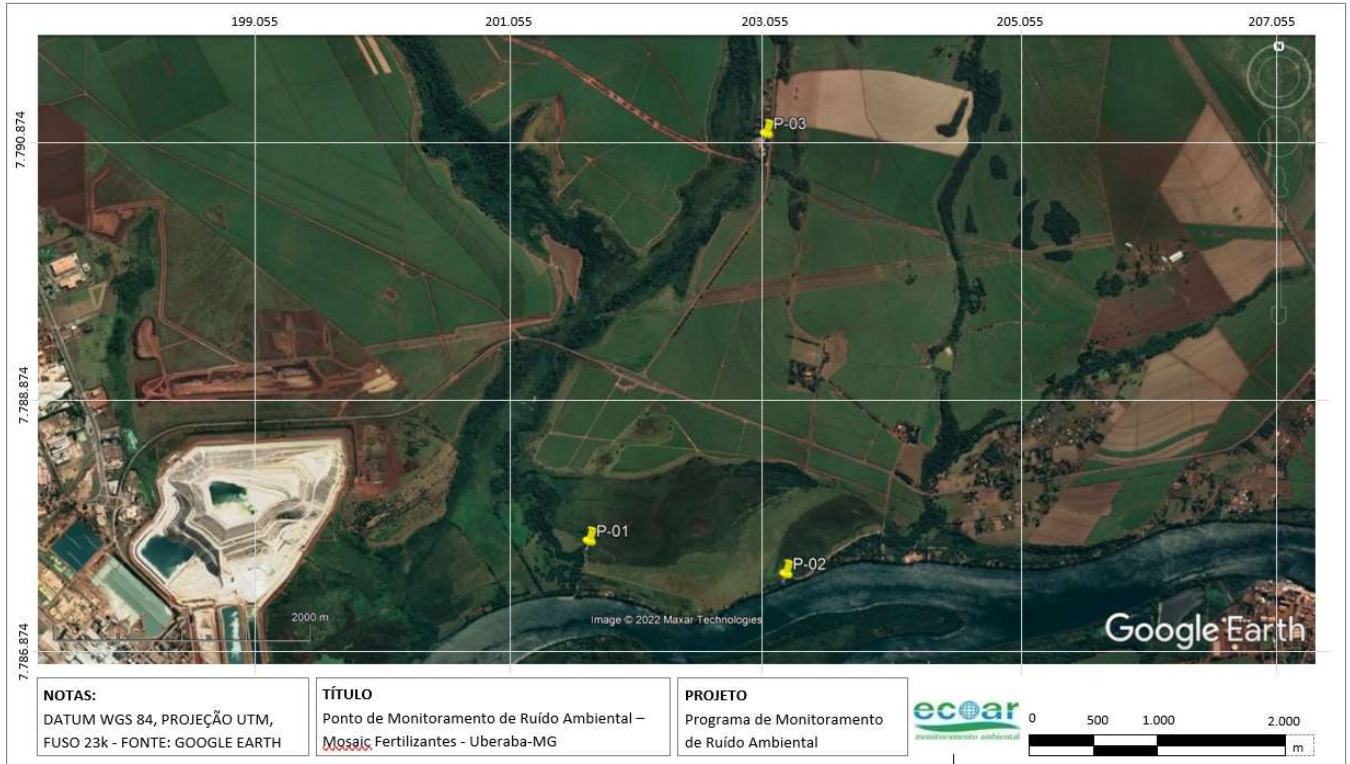 199.055 201.055 203.055 205.055 207.055
N
7.790.874
P-03
7.788.874
P-01
P-02
2000 m
Image © 2022 Maxar Technologies
Google Earth
7.786.874
NOTAS:
DATUM WGS 84, PROJEÇÃO UTM,
FUSO 23k - FONTE: GOOGLE EARTH
TÍTULO
Ponto de Monitoramento de Ruído Ambiental –
Mosaic Fertilizantes - Uberaba-MG
PROJETO
Programa de Monitoramento
de Ruído Ambiental
ecoar
monitoramento ambiental
0 500 1.000 2.000
m